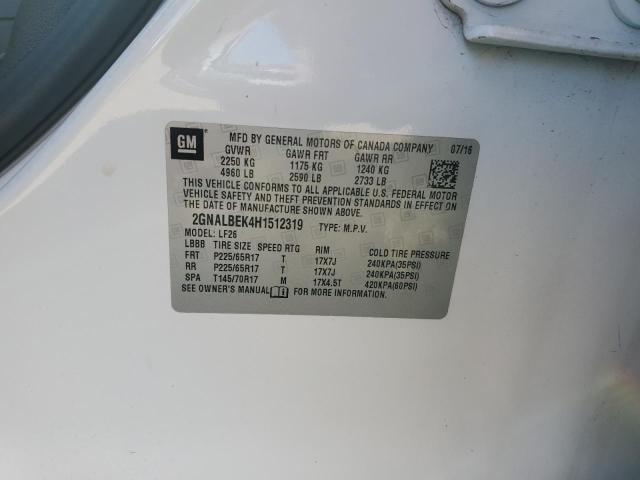 GM
MFD BY GENERAL MOTORS OF CANADA COMPANY 07/16
GVWR GAWR FRT GAWR RR
2250 KG 1175 KG 1240 KG
4960 LB 2590 LB 2733 LB
THIS VEHICLE CONFORMS TO ALL APPLICABLE U.S. FEDERAL MOTOR
VEHICLE SAFETY AND THEFT PREVENTION STANDARDS IN EFFECT ON
THE DATE OF MANUFACTURE SHOWN ABOVE.
2GNALBEK4H1512319 TYPE: M.P.V.
MODEL: LF26
LBBB TIRE SIZE SPEED RTG RIM COLD TIRE PRESSURE
FRT P225/65R17 T 17X7J 240KPA(35PSI)
RR P225/65R17 T 17X7J 240KPA(35PSI)
SPA T145/70R17 M 17X4.5T 420KPA(60PSI)
SEE OWNER'S MANUAL FOR MORE INFORMATION.